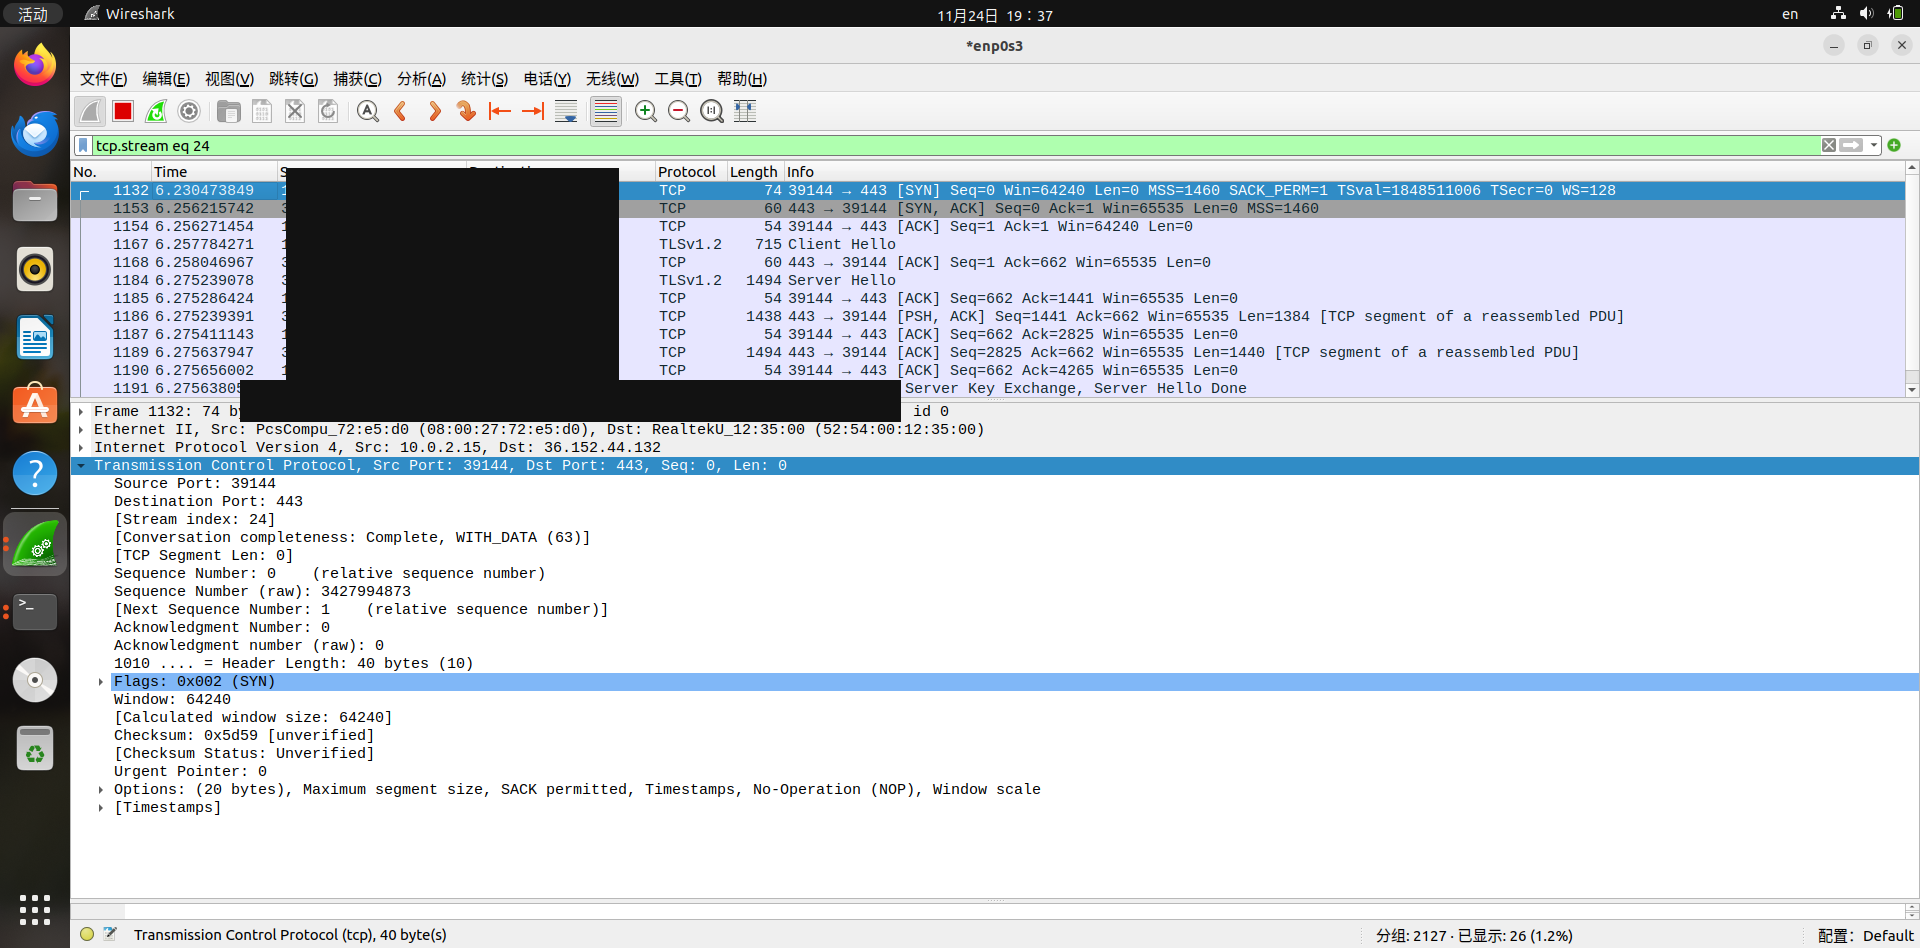 活动 Wireshark 11月24日 19：37 en
*enp0s3
文件(F) 编辑(E) 视图(V) 跳转(G) 捕获(C) 分析(A) 统计(S) 电话(Y) 无线(W) 工具(T) 帮助(H)
tcp.stream eq 24
No. Time Protocol Length Info
1132 6.230473849 TCP 74 39144 → 443 [SYN] Seq=0 Win=64240 Len=0 MSS=1460 SACK_PERM=1 TSval=1848511006 TSecr=0 WS=128
1153 6.256215742 TCP 60 443 → 39144 [SYN, ACK] Seq=0 Ack=1 Win=65535 Len=0 MSS=1460
1154 6.256271454 TCP 54 39144 → 443 [ACK] Seq=1 Ack=1 Win=64240 Len=0
1167 6.257784271 TLSv1.2 715 Client Hello
1168 6.258046967 TCP 60 443 → 39144 [ACK] Seq=1 Ack=662 Win=65535 Len=0
1184 6.275239078 TLSv1.2 1494 Server Hello
1185 6.275286424 TCP 54 39144 → 443 [ACK] Seq=662 Ack=1441 Win=65535 Len=0
1186 6.275239391 TCP 1438 443 → 39144 [PSH, ACK] Seq=1441 Ack=662 Win=65535 Len=1384 [TCP segment of a reassembled PDU]
1187 6.275411143 TCP 54 39144 → 443 [ACK] Seq=662 Ack=2825 Win=65535 Len=0
1189 6.275637947 TCP 1494 443 → 39144 [ACK] Seq=2825 Ack=662 Win=65535 Len=1440 [TCP segment of a reassembled PDU]
1190 6.275656002 TCP 54 39144 → 443 [ACK] Seq=662 Ack=4265 Win=65535 Len=0
1191 6.2756380 Server Key Exchange, Server Hello Done
Frame 1132: 74 id 0
Ethernet II, Src: PcsCompu_72:e5:d0 (08:00:27:72:e5:d0), Dst: RealtekU_12:35:00 (52:54:00:12:35:00)
Internet Protocol Version 4, Src: 10.0.2.15, Dst: 36.152.44.132
Transmission Control Protocol, Src Port: 39144, Dst Port: 443, Seq: 0, Len: 0
Source Port: 39144
Destination Port: 443
[Stream index: 24]
[Conversation completeness: Complete, WITH_DATA (63)]
[TCP Segment Len: 0]
Sequence Number: 0 (relative sequence number)
Sequence Number (raw): 3427994873
[Next Sequence Number: 1 (relative sequence number)]
Acknowledgment Number: 0
Acknowledgment number (raw): 0
1010 .... = Header Length: 40 bytes (10)
Flags: 0x002 (SYN)
Window: 64240
[Calculated window size: 64240]
Checksum: 0x5d59 [unverified]
[Checksum Status: Unverified]
Urgent Pointer: 0
Options: (20 bytes), Maximum segment size, SACK permitted, Timestamps, No-Operation (NOP), Window scale
[Timestamps]
Transmission Control Protocol (tcp), 40 byte(s) 分组: 2127 · 已显示: 26 (1.2%) 配置： Default